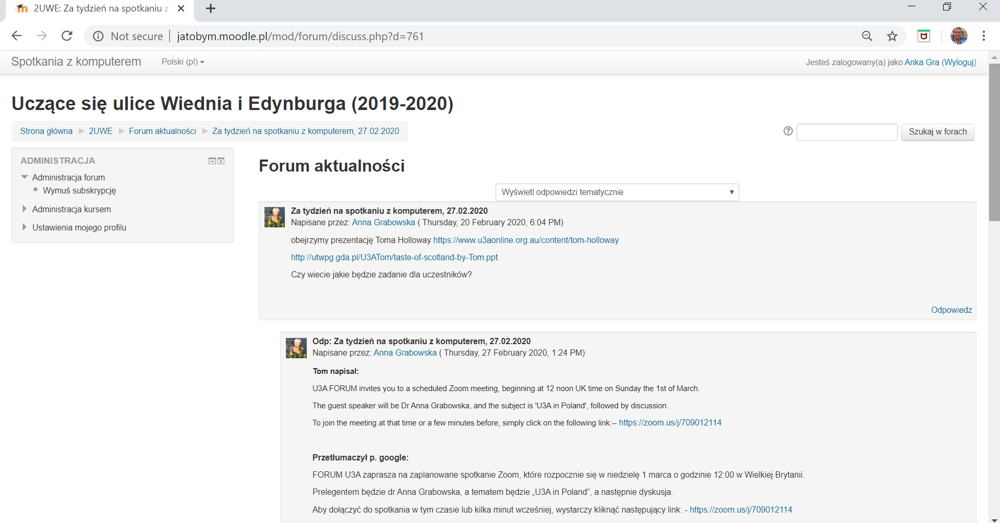 2UWE: Za tydzień na spotkaniu z
Not secure | jatobym.moodle.pl/mod/forum/discuss.php?d=761
Spotkania z komputerem
Polski (pl)
Jesteś zalogowany(a) jako Anka Gra (Wyloguj)
Uczące się ulice Wiednia i Edynburga (2019-2020)
Strona główna
2UWE
Forum aktualności
Za tydzień na spotkaniu z komputerem, 27.02.2020
Szukaj w forach
ADMINISTRACJA
Administracja forum
Wymuś subskrypcję
Administracja kursem
Ustawienia mojego profilu
Forum aktualności
Wyświetl odpowiedzi tematycznie
Za tydzień na spotkaniu z komputerem, 27.02.2020
Napisane przez: Anna Grabowska ( Thursday, 20 February 2020, 6:04 PM)
obejrzymy prezentację Toma Holloway https://www.u3aonline.org.au/content/tom-holloway
http://utwpg.gda.pl/U3ATom/taste-of-scotland-by-Tom.ppt
Czy wiecie jakie będzie zadanie dla uczestników?
Odpowiedz
Odp: Za tydzień na spotkaniu z komputerem, 27.02.2020
Napisane przez: Anna Grabowska ( Thursday, 27 February 2020, 1:24 PM)
Tom napisał:
U3A FORUM invites you to a scheduled Zoom meeting, beginning at 12 noon UK time on Sunday the 1st of March.
The guest speaker will be Dr Anna Grabowska, and the subject is 'U3A in Poland', followed by discussion.
To join the meeting at that time or a few minutes before, simply click on the following link:-- https://zoom.us/j/709012114
Przetłumaczył p. google:
FORUM U3A zaprasza na zaplanowane spotkanie Zoom, które rozpocznie się w niedzielę 1 marca o godzinie 12:00 w Wielkiej Brytanii.
Prelegentem będzie dr Anna Grabowska, a tematem będzie „U3A in Poland”, a następnie dyskusja.
Aby dołączyć do spotkania w tym czasie lub kilka minut wcześniej, wystarczy kliknąć następujący link: - https://zoom.us/j/709012114